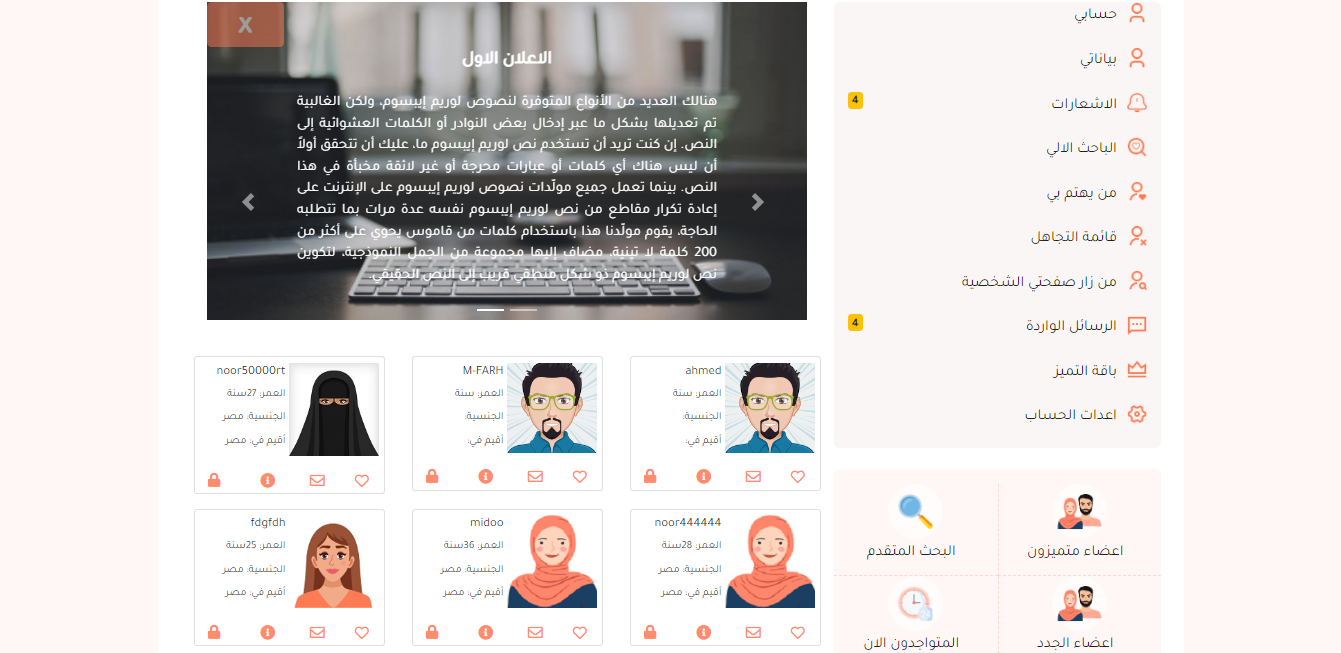 حسابي
بياناتي
الاشعارات
4
الباحث الالي
من يهتم بي
قائمة التجاهل
من زار صفحتي الشخصية
الرسائل الواردة
4
باقة التميز
اعدات الحساب
اعضاء متميزون
البحث المتقدم
اعضاء الجدد
المتواجدون الان
X
الاعلان الاول
هنالك العديد من الأنواع المتوفرة لنصوص لوريم إيبسوم، ولكن الغالبية
تم تعديلها بشكل ما عبر إدخال بعض النوادر أو الكلمات العشوائية إلى
النص. إن كنت تريد أن تستخدم نص لوريم إيبسوم ما، عليك أن تتحقق أولاً
أن ليس هناك أي كلمات أو عبارات محرجة أو غير لائقة مخبأة في هذا
النص. بينما تعمل جميع مولّدات نصوص لوريم إيبسوم على الإنترنت على
إعادة تكرار مقاطع من نص لوريم إيبسوم نفسه عدة مرات بما تتطلبه
الحاجة، يقوم مولّدنا هذا باستخدام كلمات من قاموس يحوي على أكثر من
200 كلمة لا تينية، مضاف إليها مجموعة من الجمل النموذجية، لتكوين
نص لوريم إيبسوم ذو شكل منطقي قريب إلى النص الحقيقي.
ahmed
العمر: سنة
الجنسية:
أقيم في:
M-FARH
العمر: سنة
الجنسية:
أقيم في:
noor50000rt
العمر: 27سنة
الجنسية: مصر
أقيم في: مصر
noor444444
العمر: 28سنة
الجنسية: مصر
أقيم في: مصر
midoo
العمر: 36سنة
الجنسية: مصر
أقيم في: مصر
fdgfdh
العمر: 25سنة
الجنسية: مصر
أقيم في: مصر